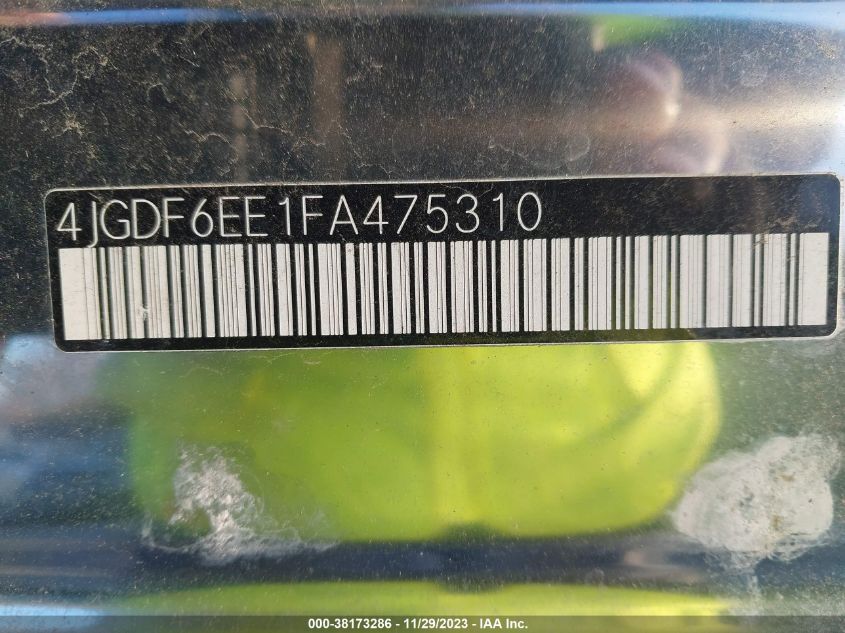 4JGDF6EE1FA475310
000-38173286 - 11/29/2023 - IAA Inc.